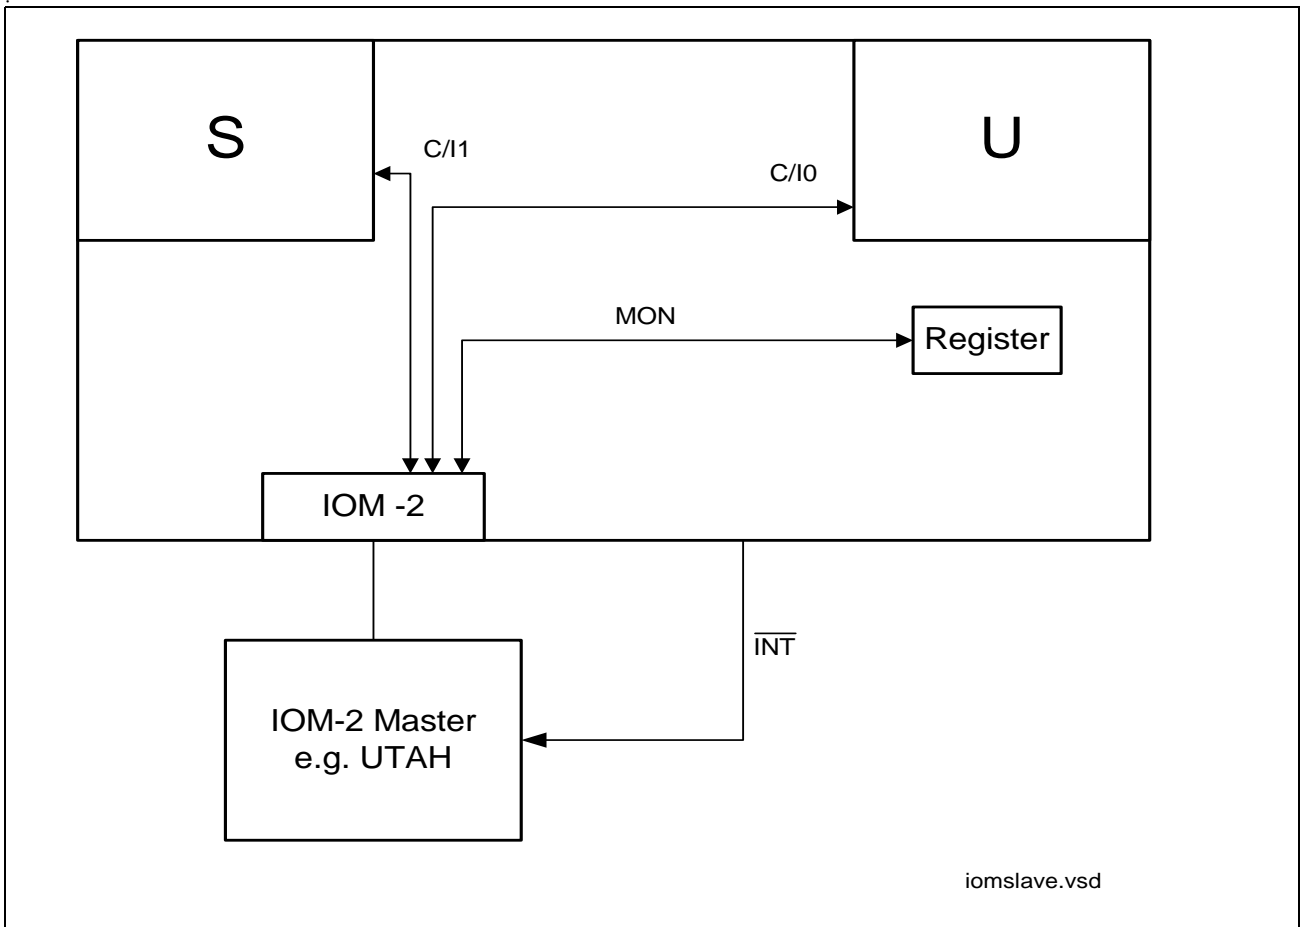 S
U
C/I1
C/I0
MON
Register
IOM -2
INT
IOM-2 Master
e.g. UTAH
iomslave.vsd